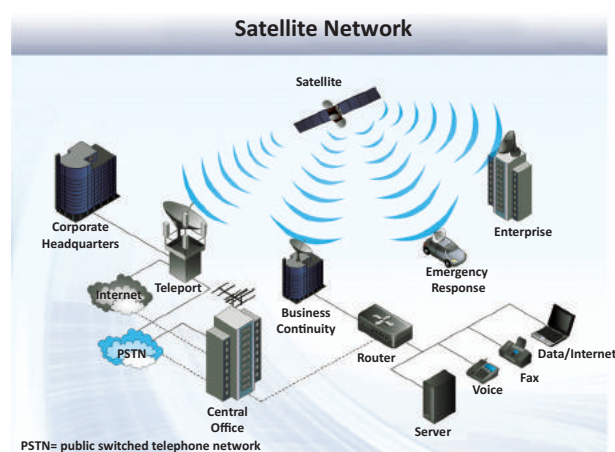 Satellite Network
Satellite
Corporate
Headquarters
Enterprise
Teleport
Emergency
Response
Internet
Business
Continuity
PSTN
Router
Data/Internet
Fax
Voice
Central
Office
Server
PSTN= public switched telephone network